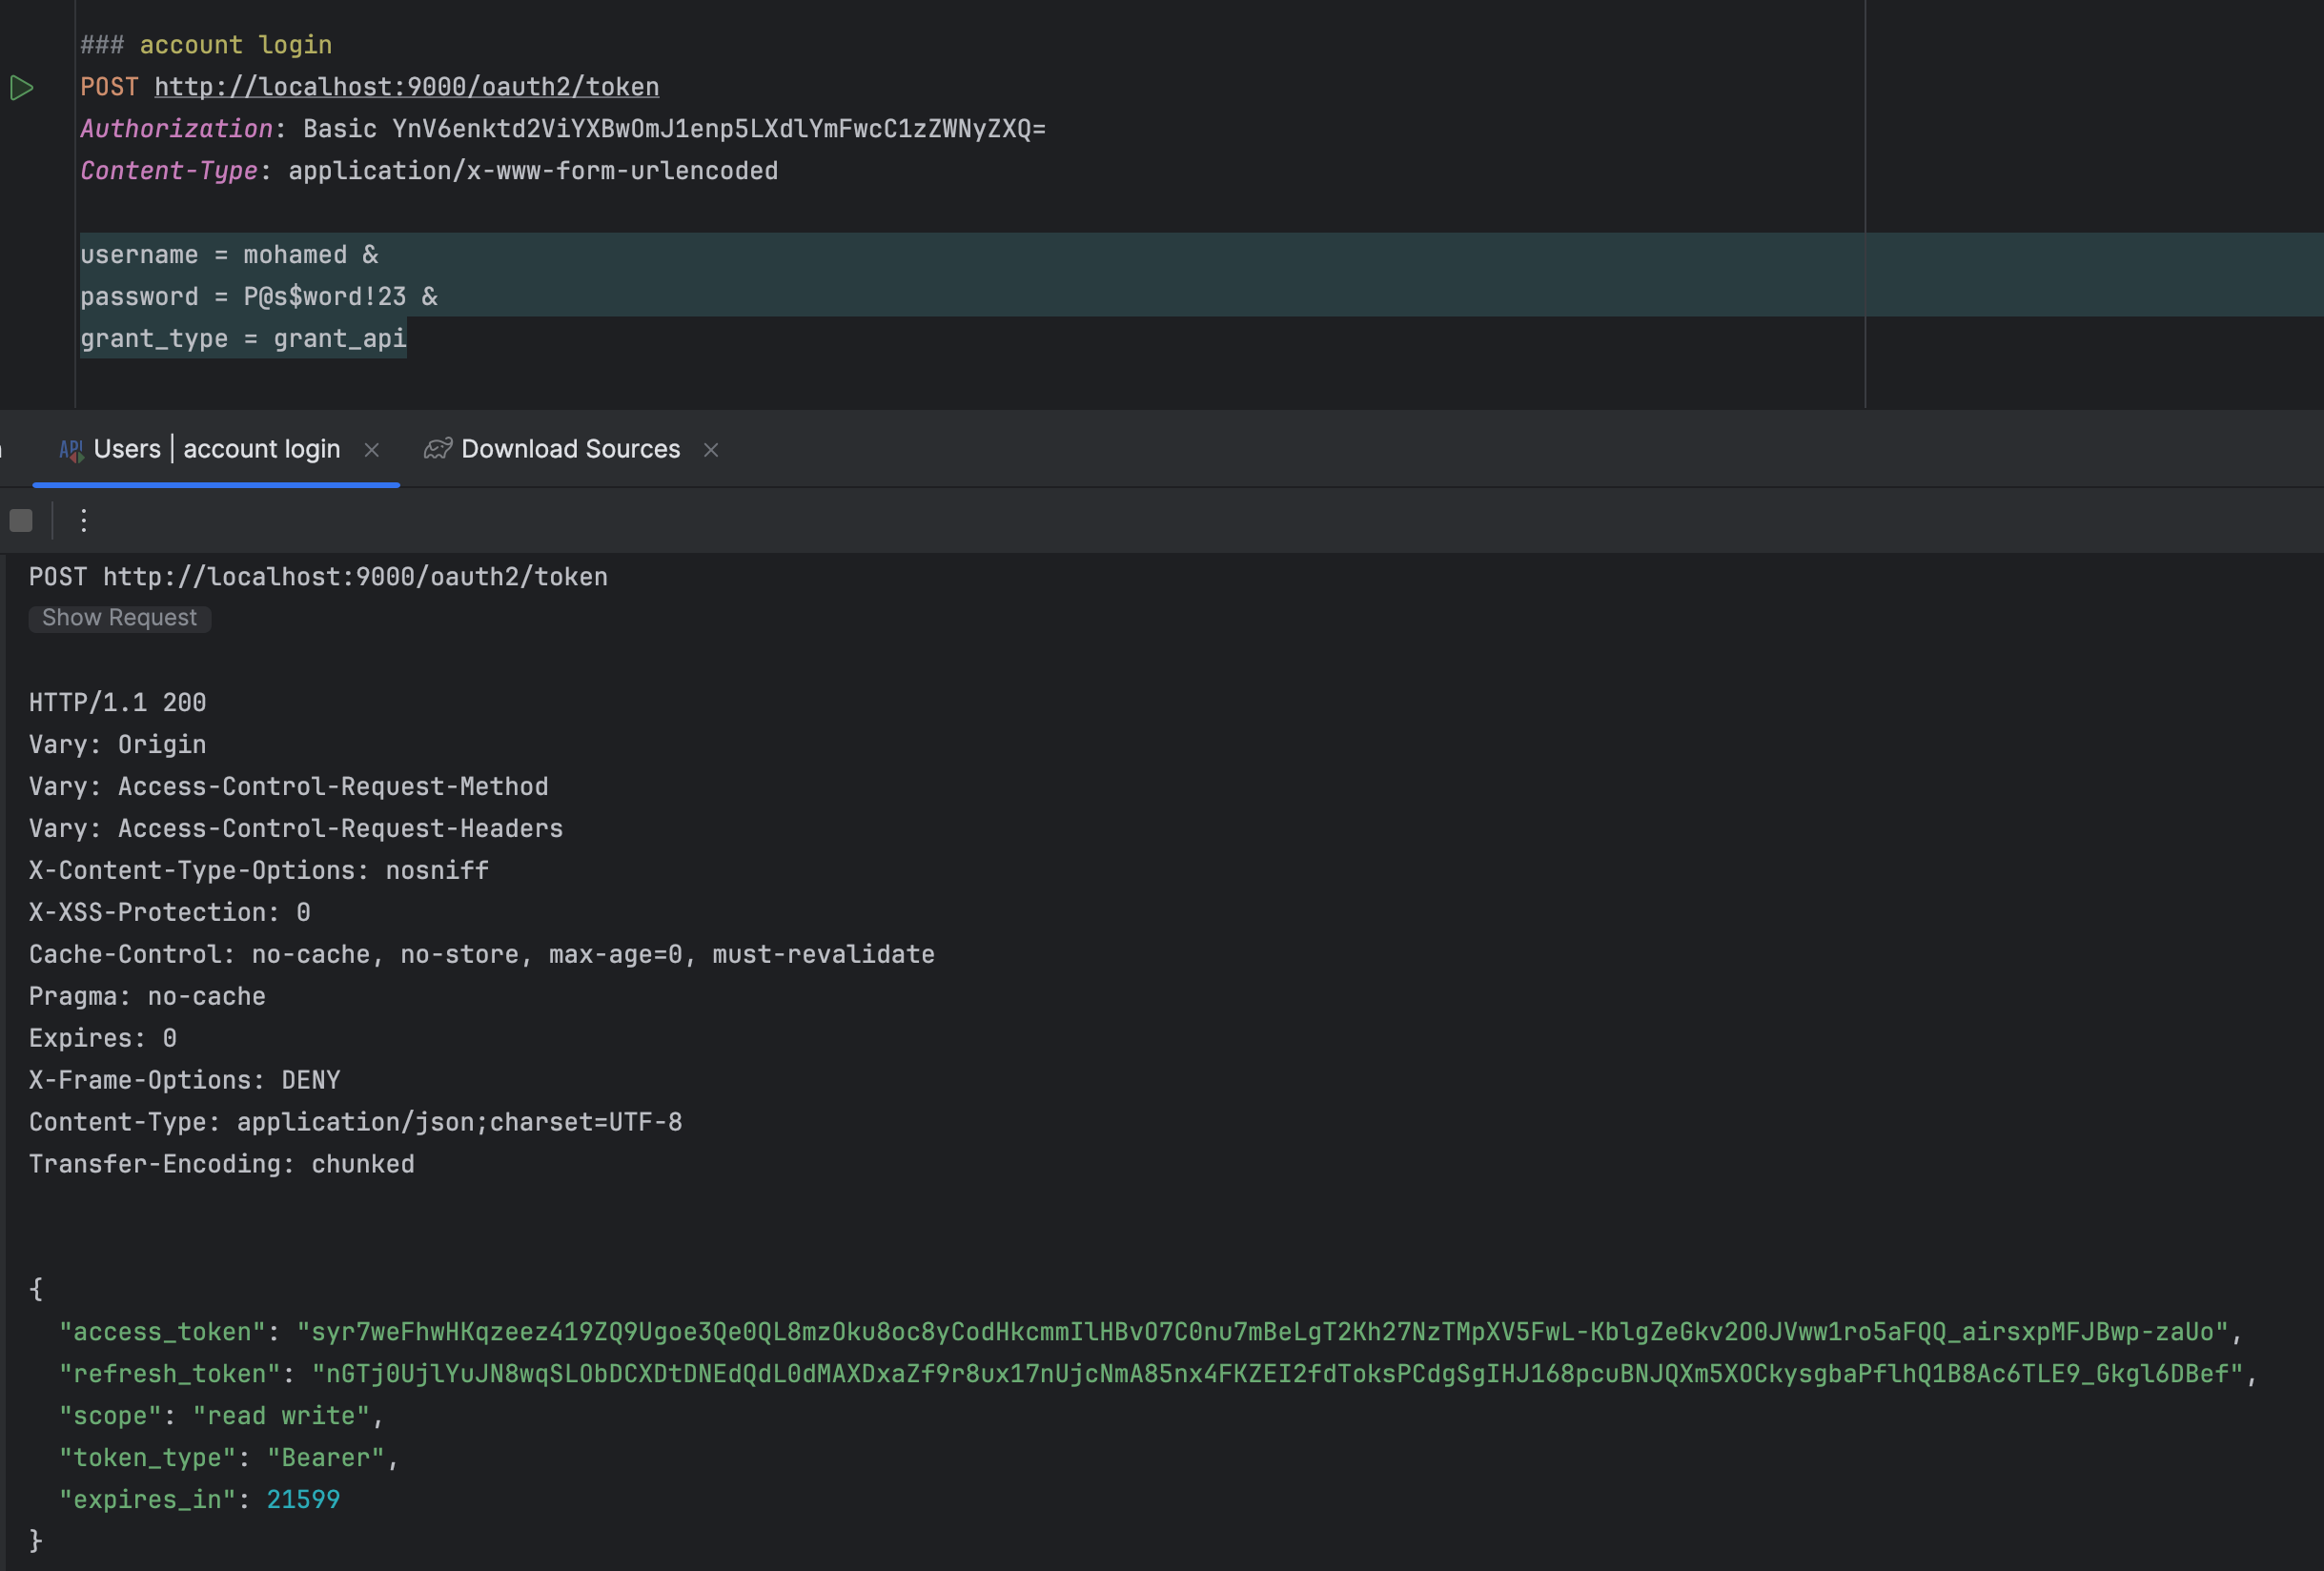 ### account login
POST http://localhost:9000/oauth2/token
Authorization: Basic YnV6enktd2ViYXBwOmJ1enp5LXdlYmFwcC1zZWNyZXQ=
Content-Type: application/x-www-form-urlencoded
username = mohamed &
password = P@s$word!23 &
grant_type = grant_api
Users | account login
Download Sources
POST http://localhost:9000/oauth2/token
Show Request
HTTP/1.1 200
Vary: Origin
Vary: Access-Control-Request-Method
Vary: Access-Control-Request-Headers
X-Content-Type-Options: nosniff
X-XSS-Protection: 0
Cache-Control: no-cache, no-store, max-age=0, must-revalidate
Pragma: no-cache
Expires: 0
X-Frame-Options: DENY
Content-Type: application/json;charset=UTF-8
Transfer-Encoding: chunked
{
"access_token": "syr7weFhwHKqzeez419ZQ9Ugoe3Qe0QL8mzOku8oc8yCodHkcmmIlHBvO7C0nu7mBeLgT2Kh27NzTMpXV5FwL-KblgZeGkv2O0JVww1ro5aFQQ_airsxpMFJBwp-zaUo",
"refresh_token": "nGTj0UjlYuJN8wqSLObDCXDtDNEdQdL0dMAXDxaZf9r8ux17nUjcNmA85nx4FKZEI2fdToksPCdgSgIHJ168pcuBNJQXm5XOCkysgbaPflhQ1B8Ac6TLE9_Gkgl6DBef",
"scope": "read write",
"token_type": "Bearer",
"expires_in": 21599
}